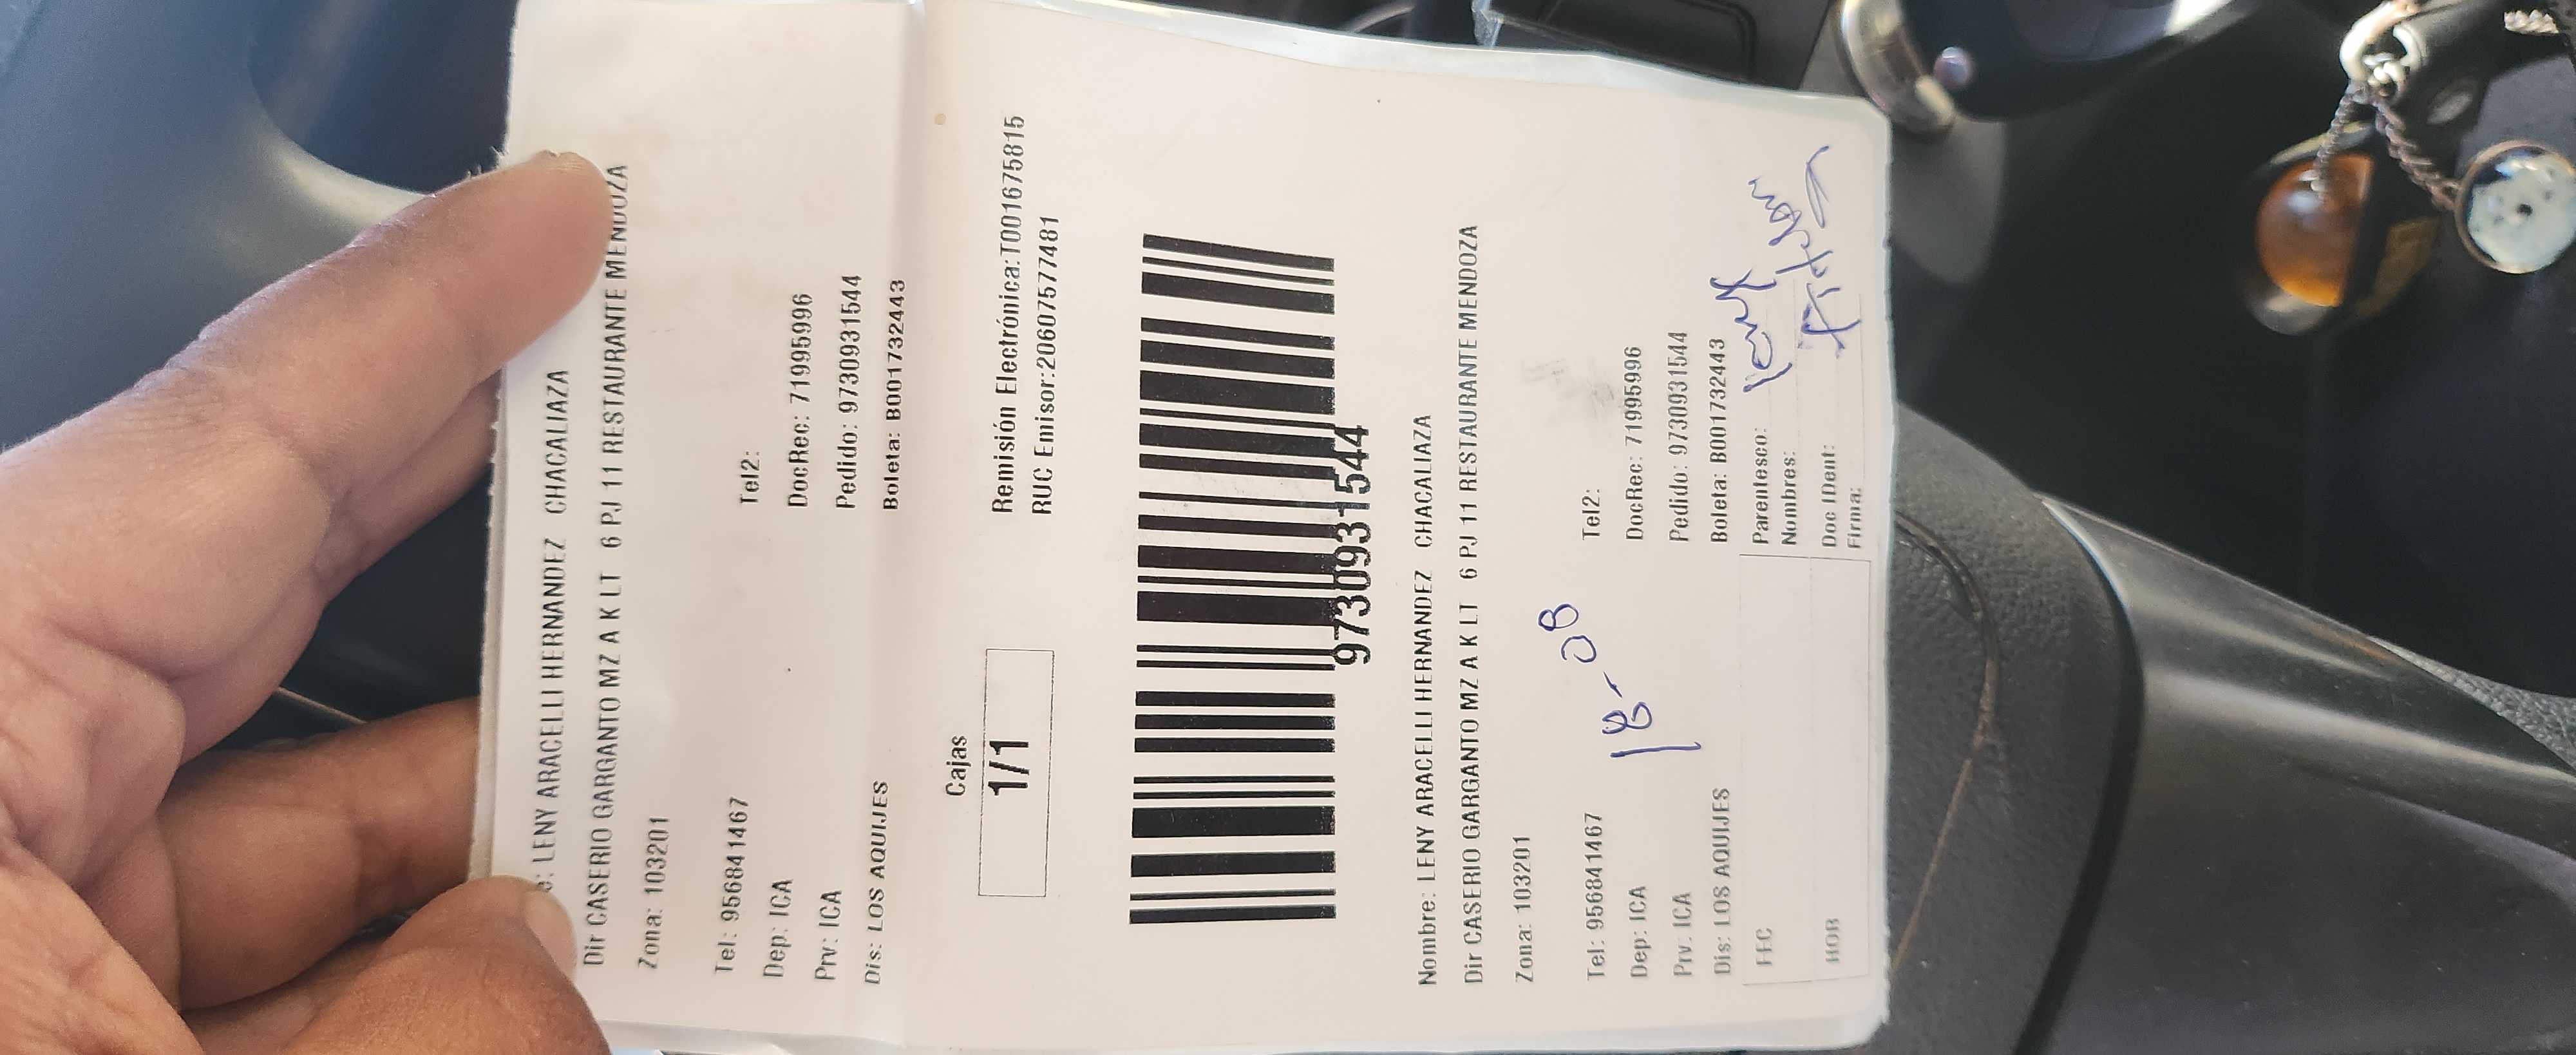 e: LENY ARACELLI HERNANDEZ CHACALIAZA
Dir CASERIO GARGANTO MZ A K LT 6 PJ 11 RESTAURANTE MENDOZA
Zona: 103201
Tel: 956841467 Tel2:
Dep: ICA DocRec: 71995996
Prv: ICA Pedido: 973093154​4
Dis: LOS AQUIJES Boleta: B001732443
Cajas
1/1
Remisión Electrónica:T001675815
RUC Emisor:20607577481
9730931544
Nombre: LENY ARACELLI HERNANDEZ CHACALIAZA
Dir CASERIO GARGANTO MZ A K LT 6 PJ 11 RESTAURANTE MENDOZA
Zona: 103201
18-08
Tel: 956841467 Tel2:
Dep: ICA DocRec: 71995996
Prv: ICA Pedido: 9730931544
Dis: LOS AQUIJES Boleta: B001732443
FEC
HOR
Parentesco:
Nombres:
Doc IDent:
Firma: